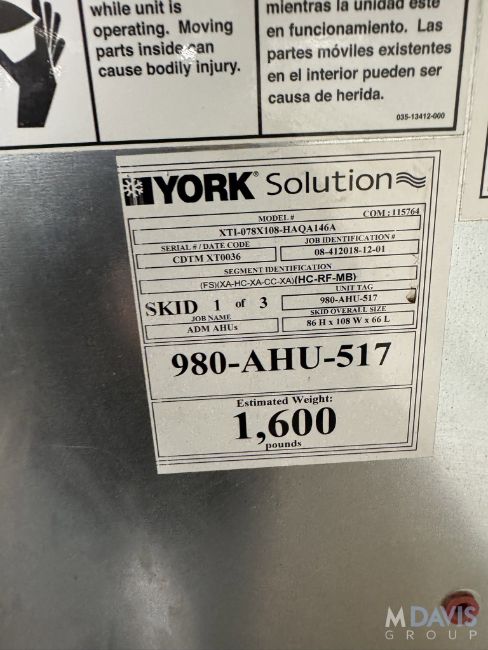 while unit is
operating. Moving
parts inside can
cause bodily injury.
mientras la unidad esté
en funcionamiento. Las
partes móviles existentes
en el interior pueden ser
causa de herida.
035-13412-000
YORK® Solution
MODEL # COM : 115764
XTI-078X108-HAQA146A
SERIAL # / DATE CODE JOB IDENTIFICATION #
CDTM XT0036 08-412018-12-01
SEGMENT IDENTIFICATION
(FS)(XA-HC-XA-CC-XA)(HC-RF-MB)
UNIT TAG
SKID 1 of 3 980-AHU-517
JOB NAME SKID OVERALL SIZE
ADM AHUs 86 H x 108 W x 66 L
980-AHU-517
Estimated Weight:
1,600
pounds
MDAVIS
GROUP